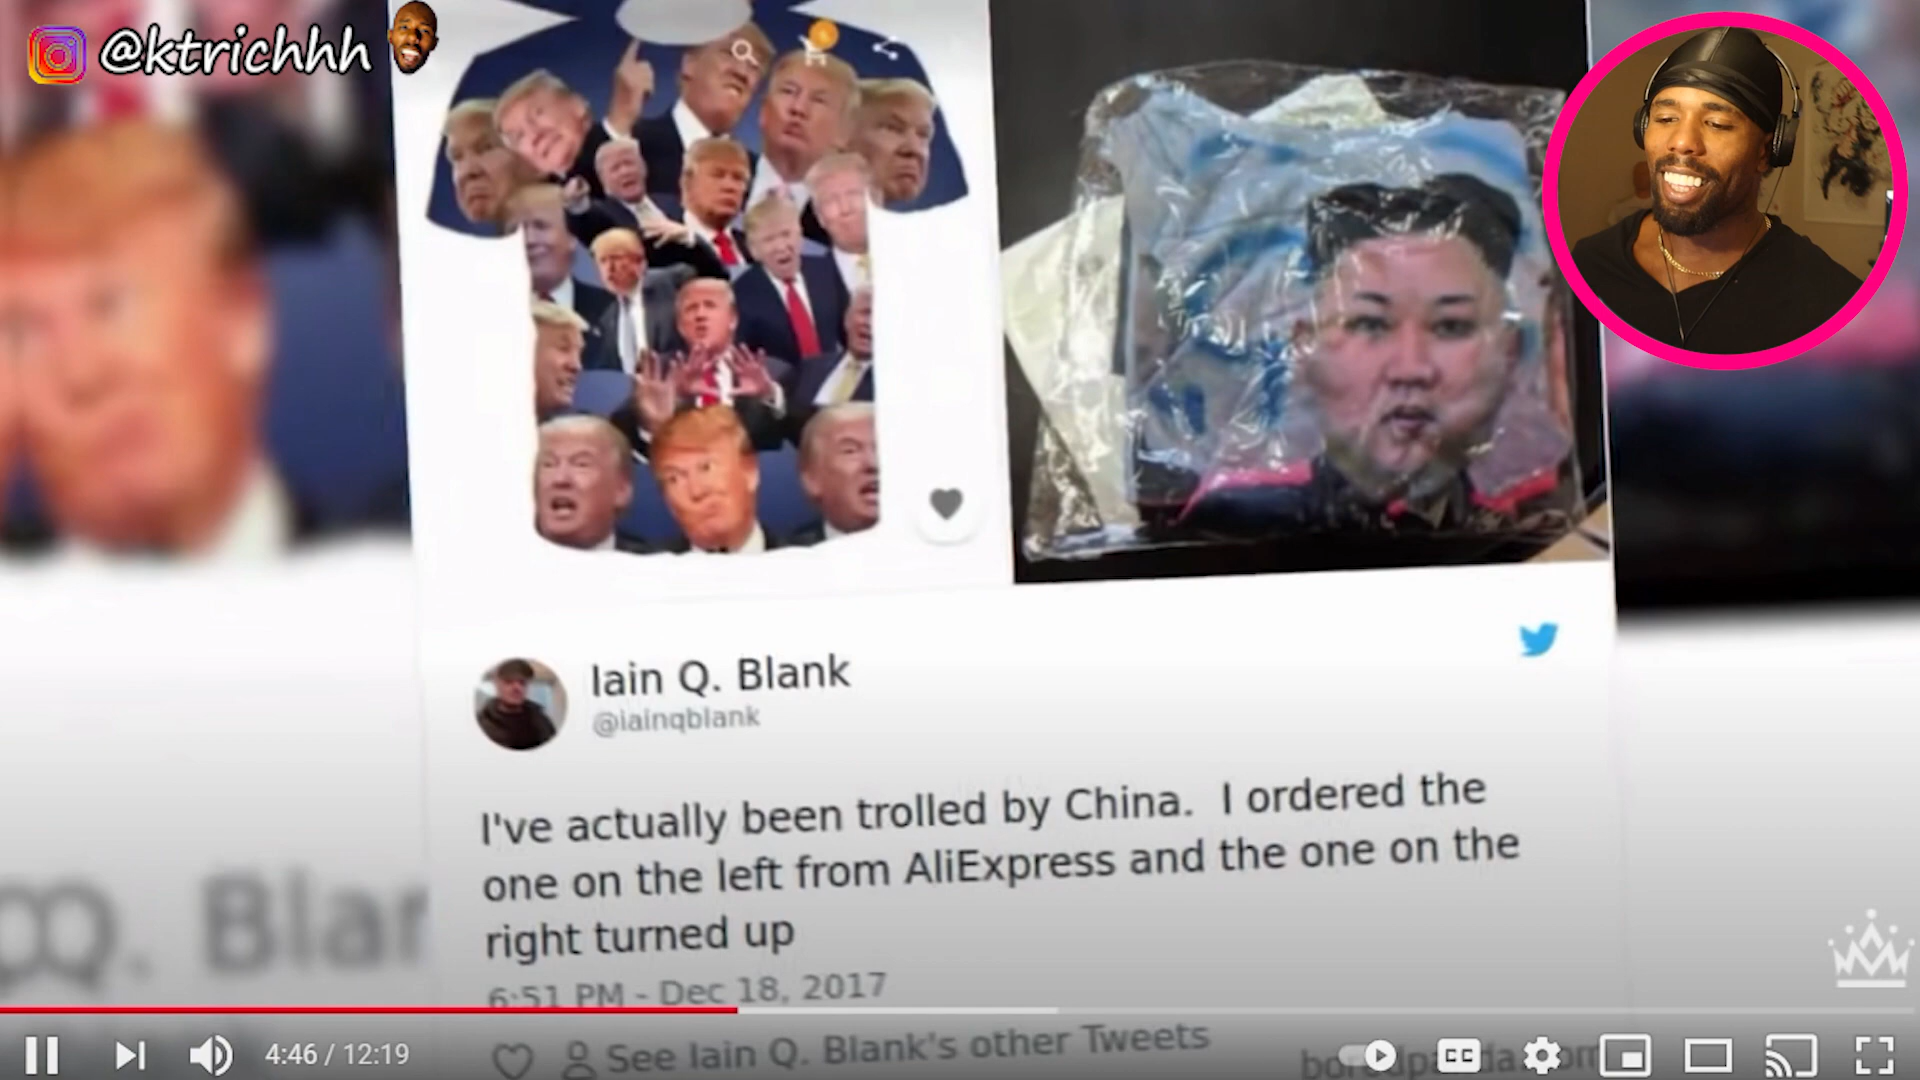 @ktrichhh
Iain Q. Blank
@iainqblank
I've actually been trolled by China. I ordered the
one on the left from AliExpress and the one on the
right turned up
6:51 PM - Dec 18, 2017
See Iain Q. Blank's other Tweets
Q. Blan
4:46 / 12:19
CC